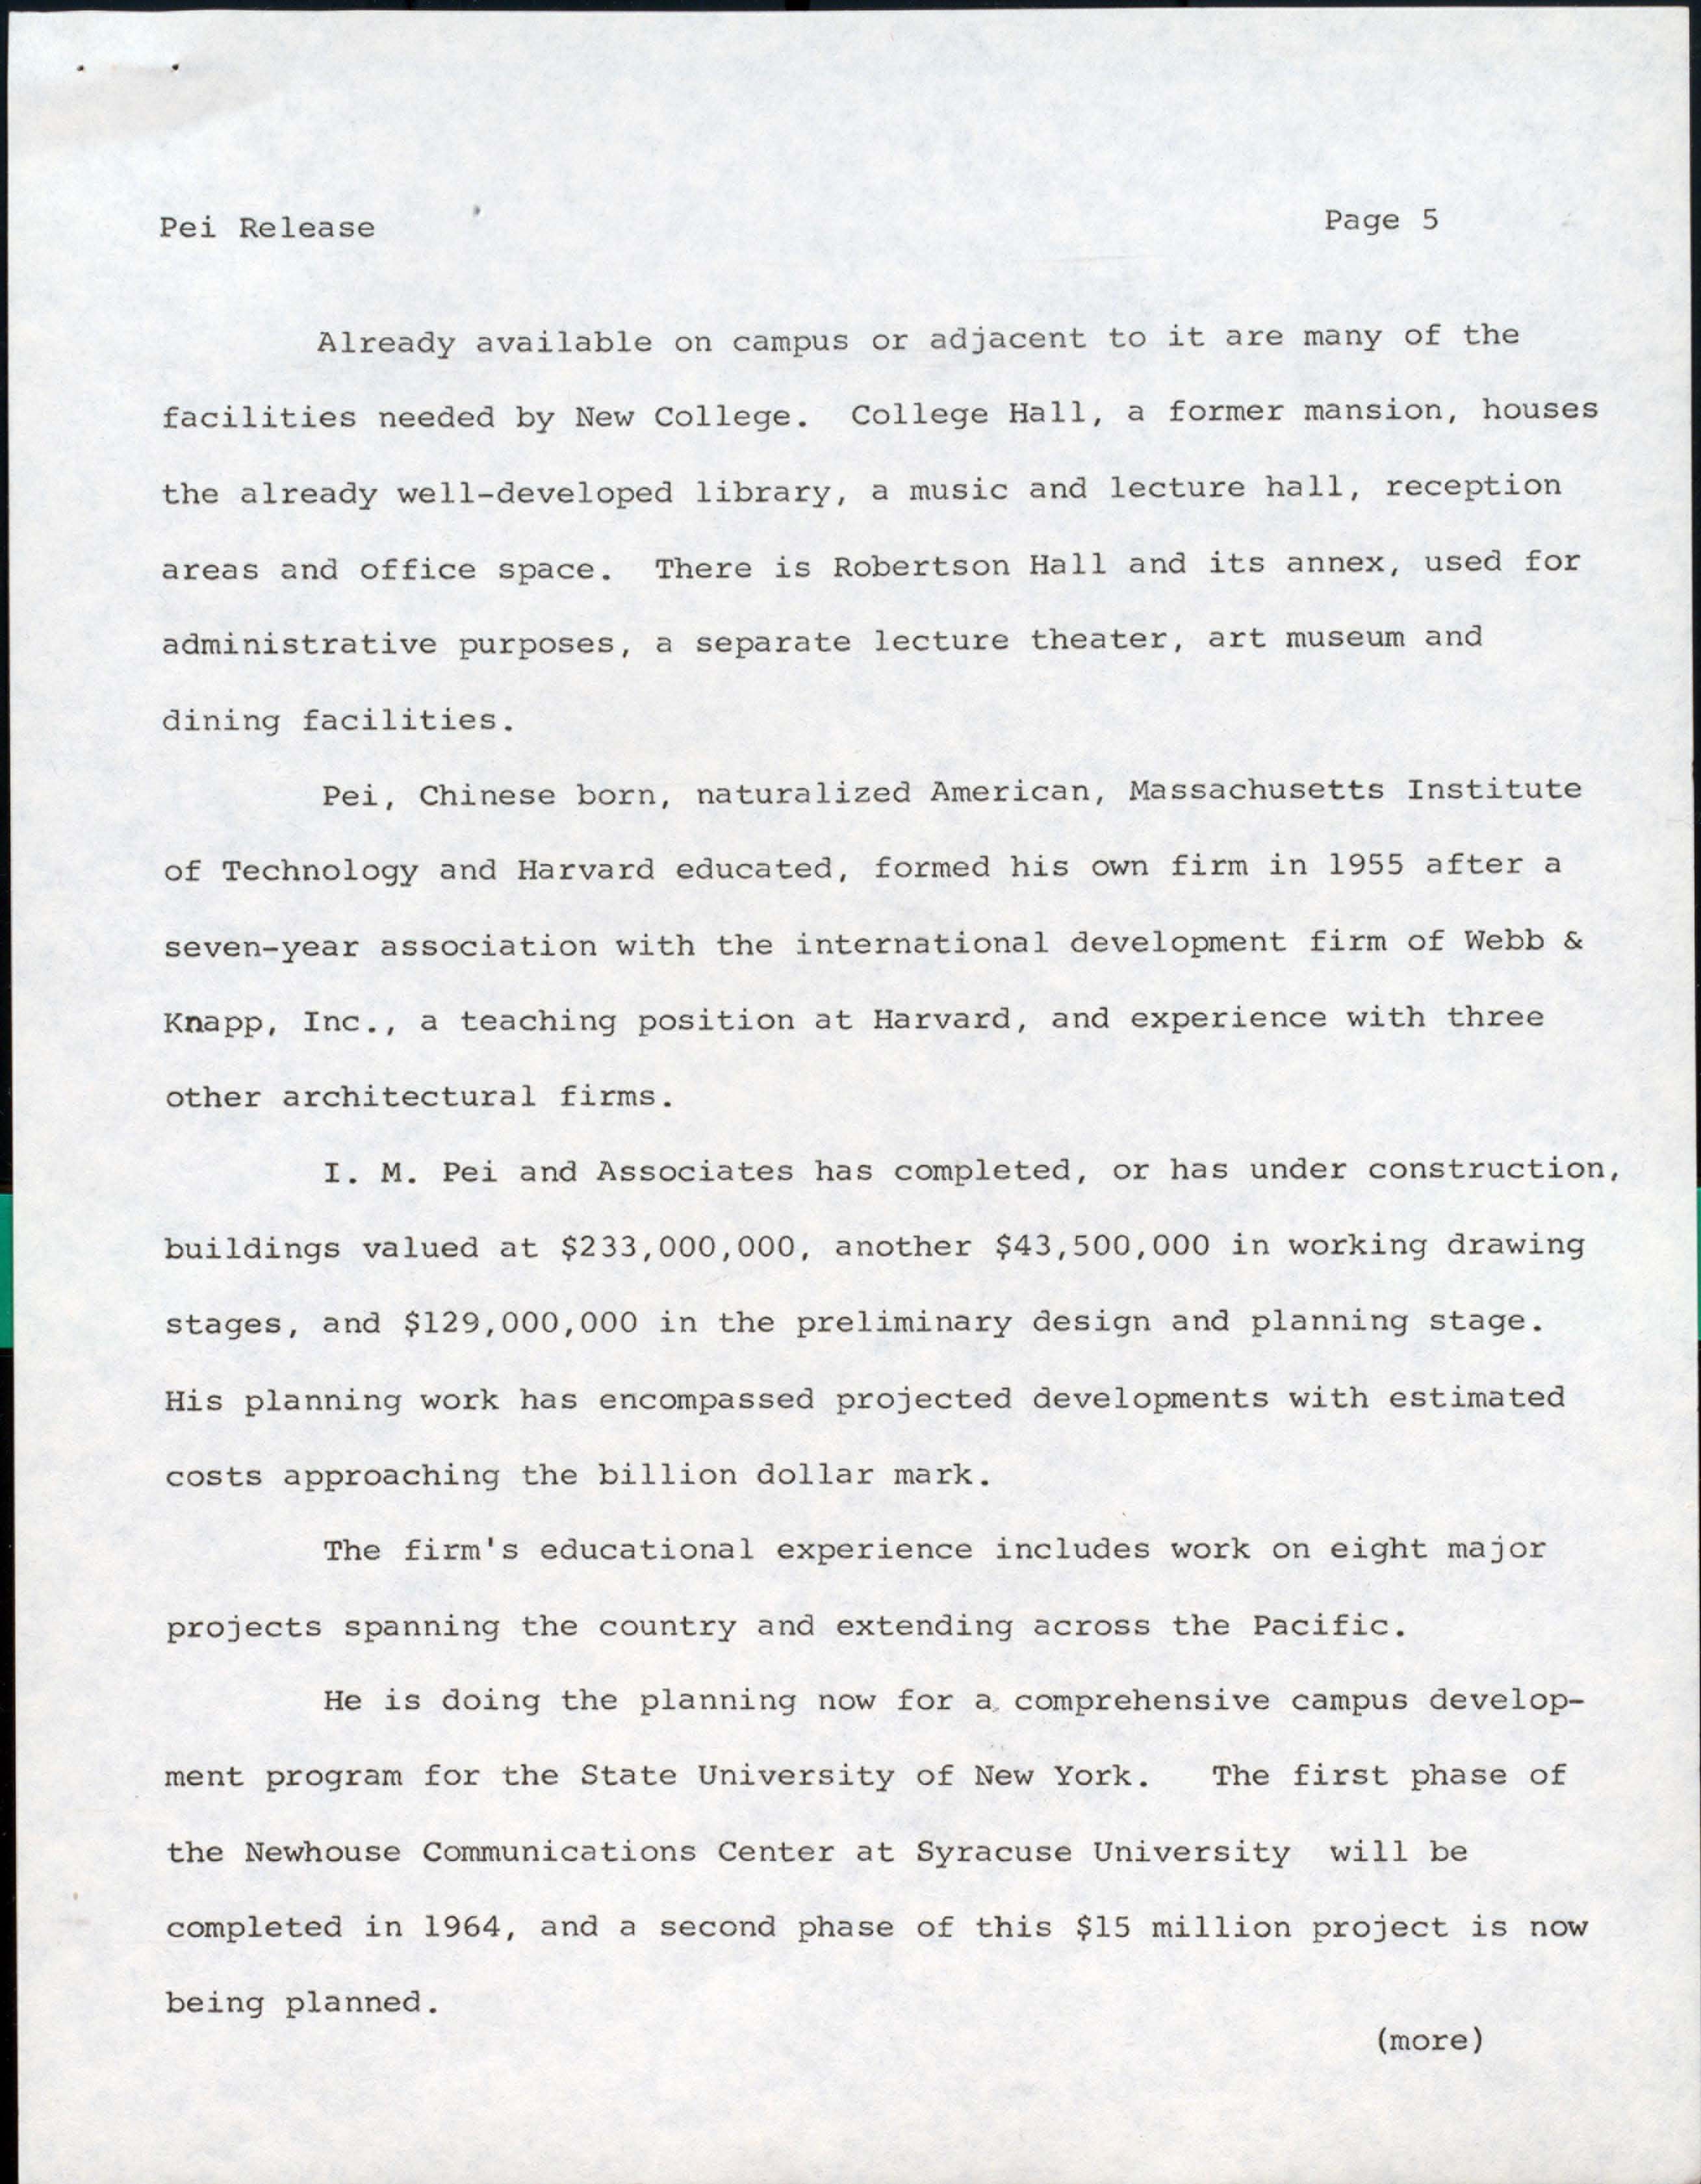 Pei Release Page 5
Already available on campus or adjacent to it are many of the
facilities needed by New College. College Hall, a former mansion, houses
the already well-developed library, a music and lecture hall, reception
areas and office space. There is Robertson Hall and its annex, used for
administrative purposes, a separate lecture theater, art museum and
dining facilities.
Pei, Chinese born, naturalized American, Massachusetts Institute
of Technology and Harvard educated, formed his own firm in 1955 after a
seven-year association with the international development firm of Webb &
Knapp, Inc., a teaching position at Harvard, and experience with three
other architectural firms.
I. M. Pei and Associates has completed, or has under construction,
buildings valued at $233,000,000, another $43,500,000 in working drawing
stages, and $129,000,000 in the preliminary design and planning stage.
His planning work has encompassed projected developments with estimated
costs approaching the billion dollar mark.
The firm's educational experience includes work on eight major
projects spanning the country and extending across the Pacific.
He is doing the planning now for a comprehensive campus develop-
ment program for the State University of New York. The first phase of
the Newhouse Communications Center at Syracuse University will be
completed in 1964, and a second phase of this $15 million project is now
being planned.
(more)